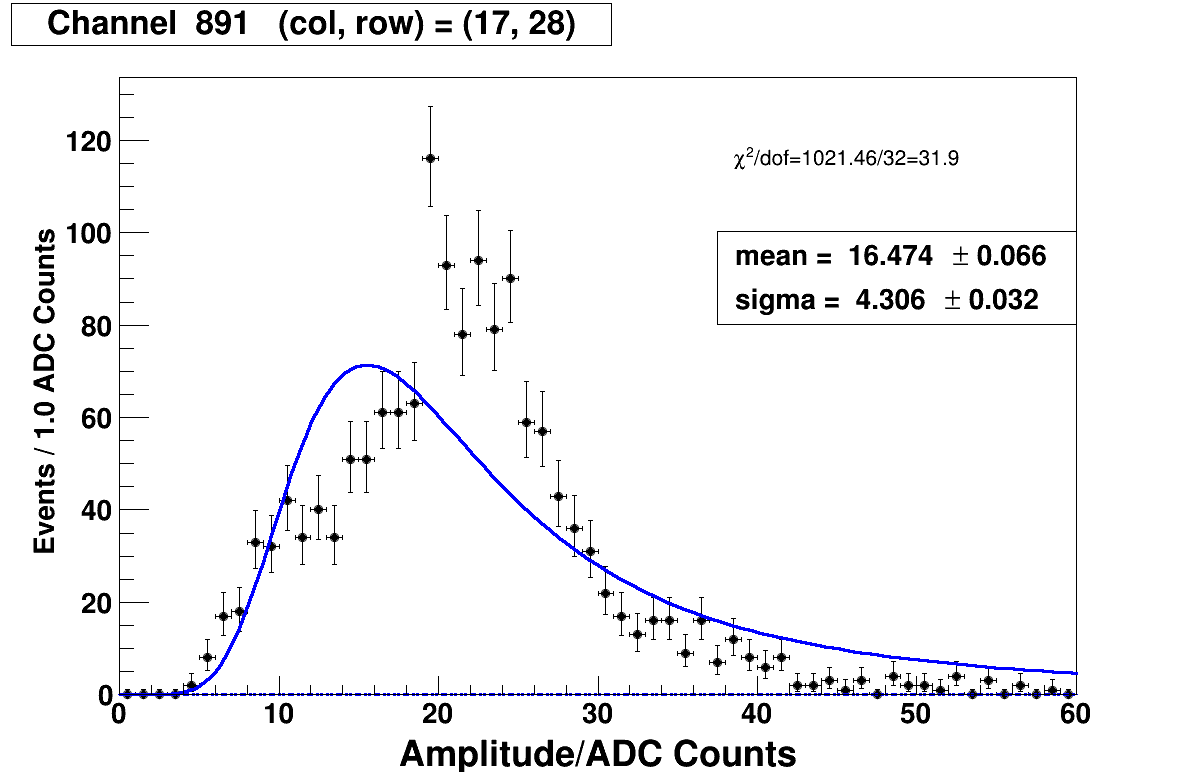 Channel 891 (col, row) = (17, 28)
χ²/dof=1021.46/32=31.9
mean = 16.474 ± 0.066
sigma = 4.306 ± 0.032
Events / 1.0 ADC Counts
120
100
80
60
40
20
0
0 10 20 30 40 50 60
Amplitude/ADC Counts